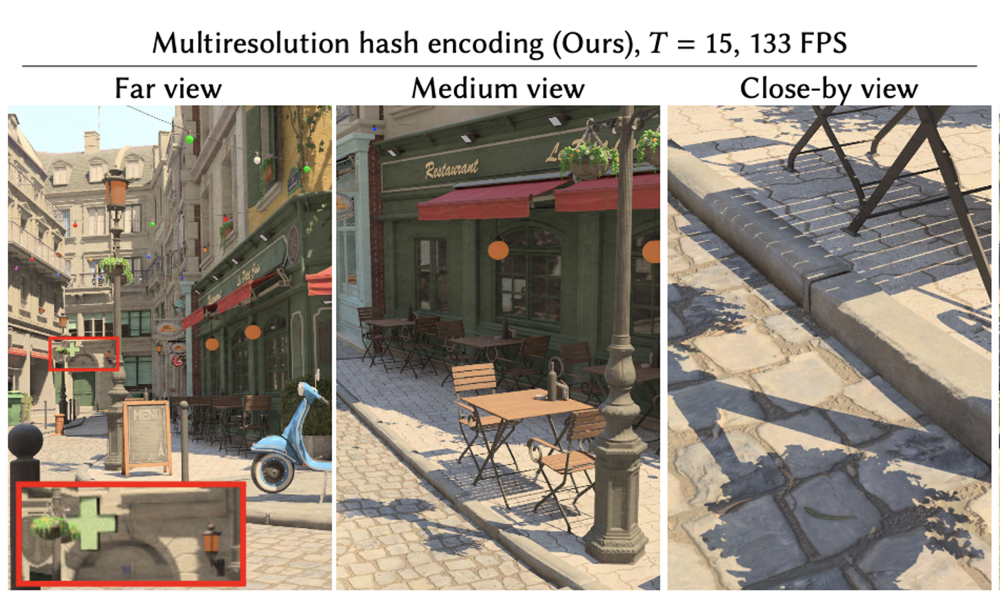 Multiresolution hash encoding (Ours), T = 15, 133 FPS
Far view
Medium view
Close-by view
MENU
Restaurant